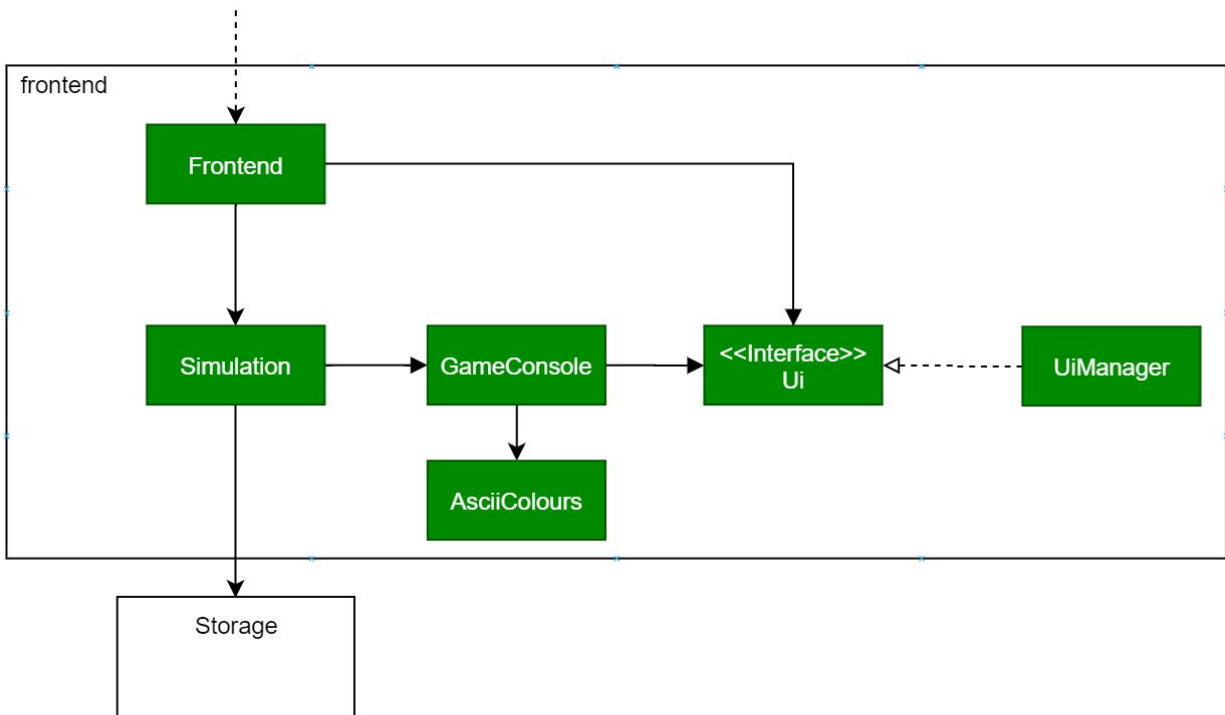 frontend
Frontend
Simulation
GameConsole
<<Interface>>
Ui
UiManager
AsciiColours
Storage